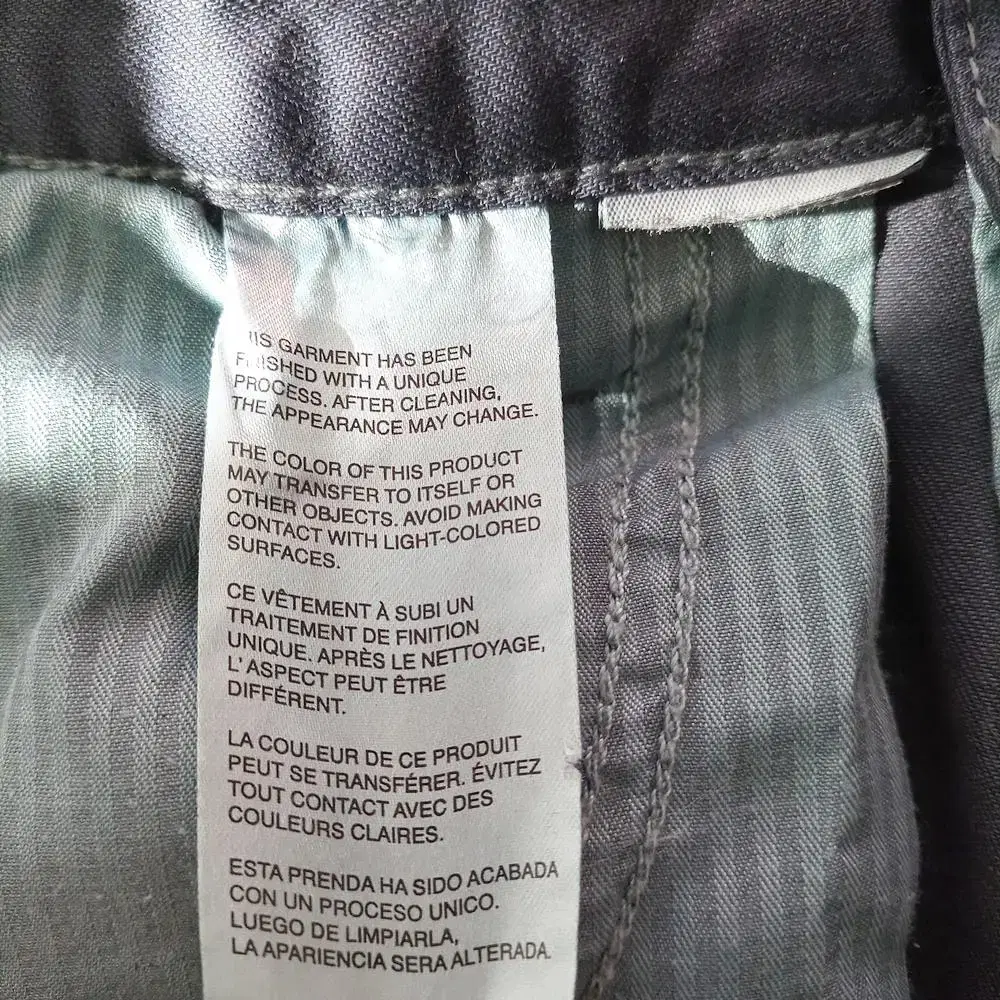 IS GARMENT HAS BEEN
FINISHED WITH A UNIQUE
PROCESS. AFTER CLEANING,
THE APPEARANCE MAY CHANGE.
THE COLOR OF THIS PRODUCT
MAY TRANSFER TO ITSELF OR
OTHER OBJECTS. AVOID MAKING
CONTACT WITH LIGHT-COLORED
SURFACES.
CE VÊTEMENT À SUBI UN
TRAITEMENT DE FINITION
UNIQUE. APRÈS LE NETTOYAGE,
L'ASPECT PEUT ÊTRE
DIFFÉRENT.
LA COULEUR DE CE PRODUIT
PEUT SE TRANSFÉRER. ÉVITEZ
TOUT CONTACT AVEC DES
COULEURS CLAIRES.
ESTA PRENDA HA SIDO ACABADA
CON UN PROCESO UNICO.
LUEGO DE LIMPIARLA,
LA APARIENCIA SERA ALTERADA.